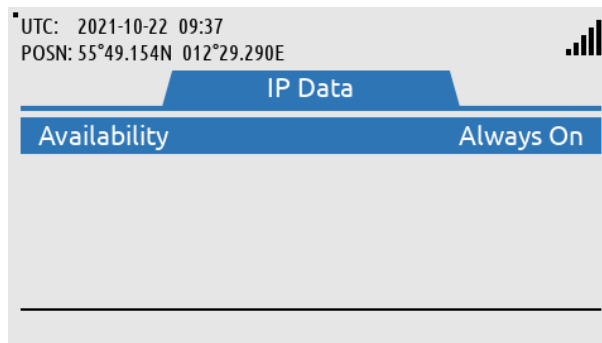 UTC: 2021-10-22 09:37
POSN: 55°49.154N 012°29.290E
IP Data
Availability Always On